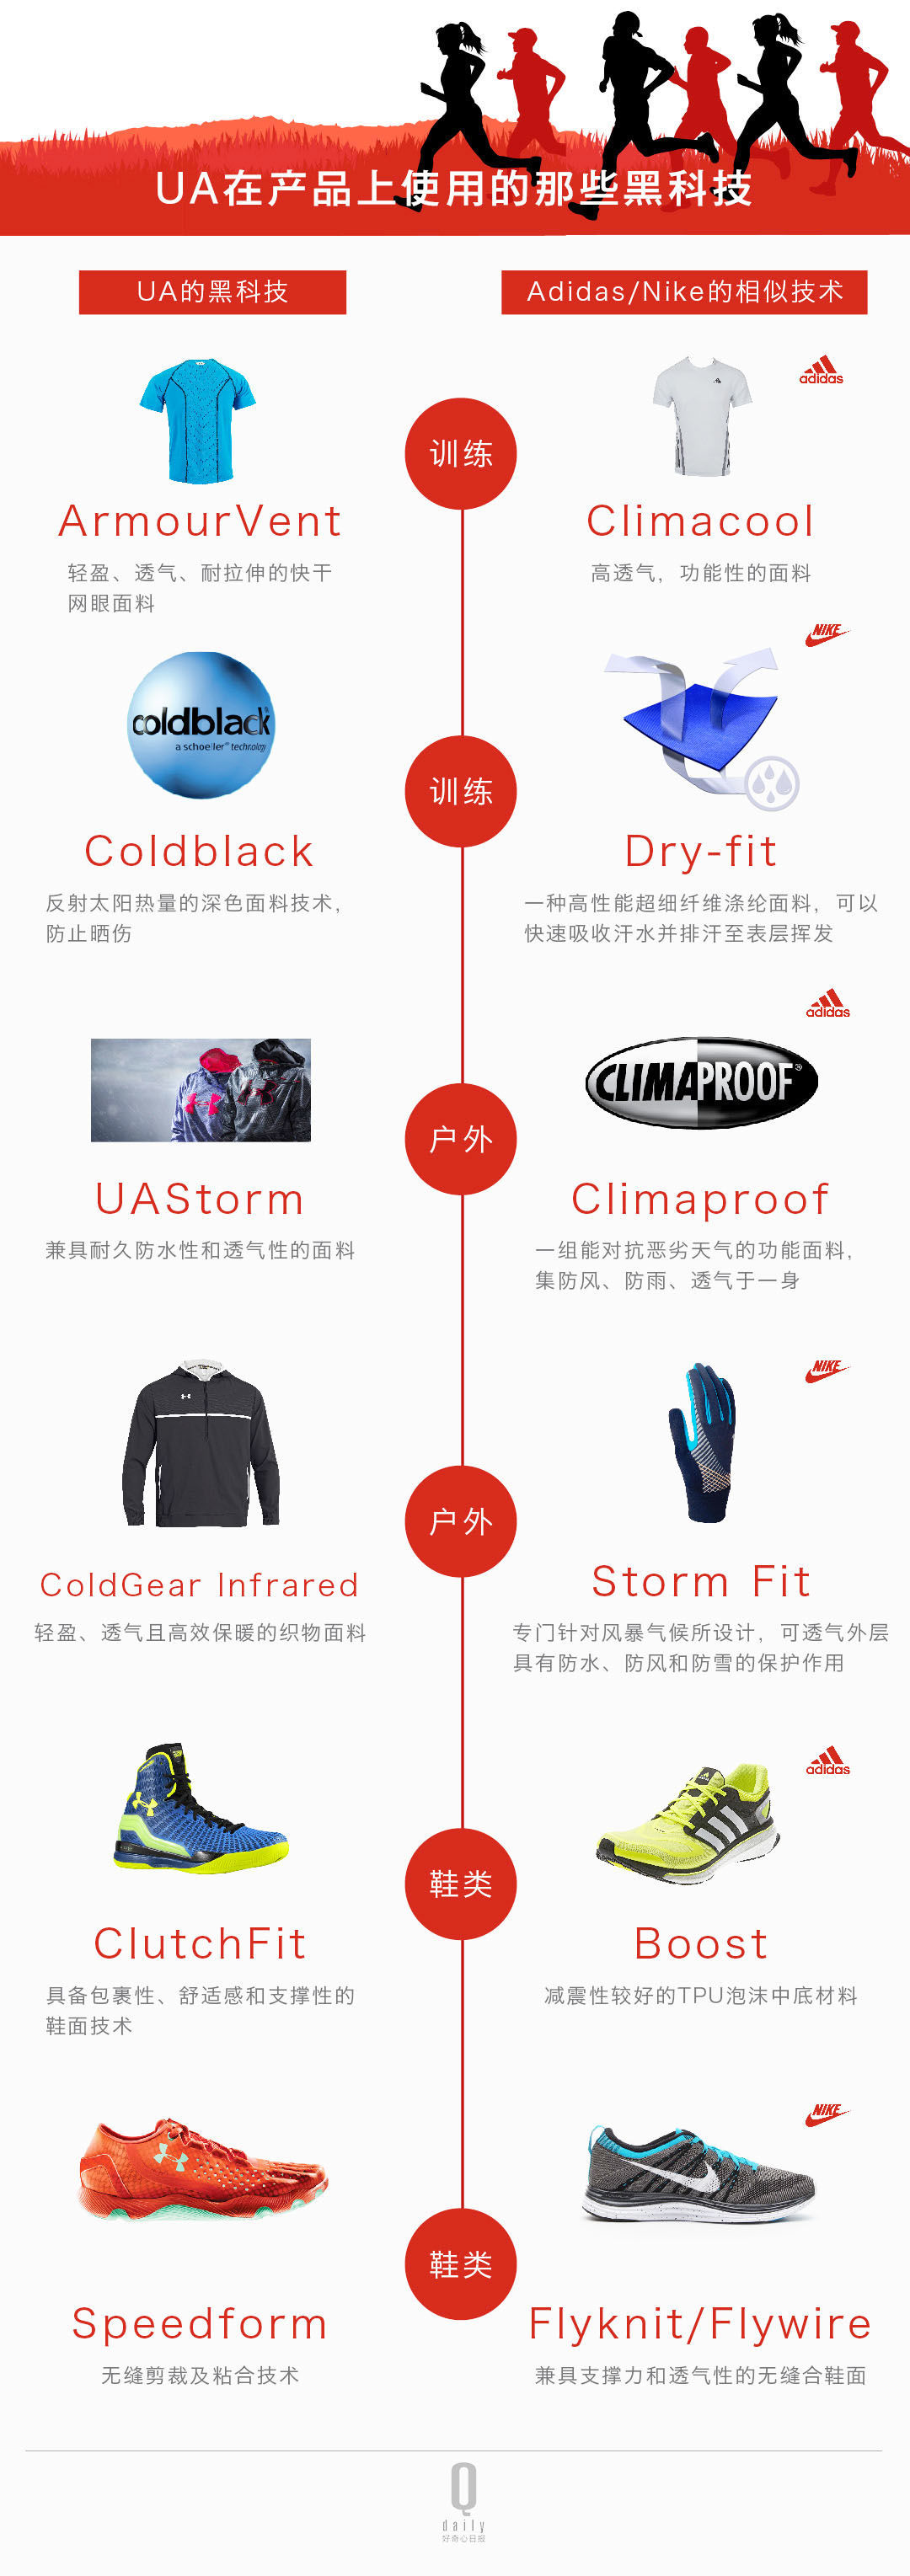 UA在产品上使用的那些黑科技
UA的黑科技
Adidas/Nike的相似技术
adidas
训练
ArmourVent
轻盈、透气、耐拉伸的快干
网眼面料
Climacool
高透气，功能性的面料
NIKE
coldblack
a schoeller® technology
训练
Coldblack
反射太阳热量的深色面料技术，
防止晒伤
Dry-fit
一种高性能超细纤维涤纶面料，可以
快速吸收汗水并排汗至表层挥发
adidas
CLIMAPROOF®
户外
UAStorm
兼具耐久防水性和透气性的面料
Climaproof
一组能对抗恶劣天气的功能面料，
集防风、防雨、透气于一身
NIKE
户外
ColdGear Infrared
轻盈、透气且高效保暖的织物面料
Storm Fit
专门针对风暴气候所设计，可透气外层
具有防水、防风和防雪的保护作用
adidas
鞋类
ClutchFit
具备包裹性、舒适感和支撑性的
鞋面技术
Boost
减震性较好的TPU泡沫中底材料
NIKE
鞋类
Speedform
无缝剪裁及粘合技术
Flyknit/Flywire
兼具支撑力和透气性的无缝合鞋面
Q
daily
好奇心日报